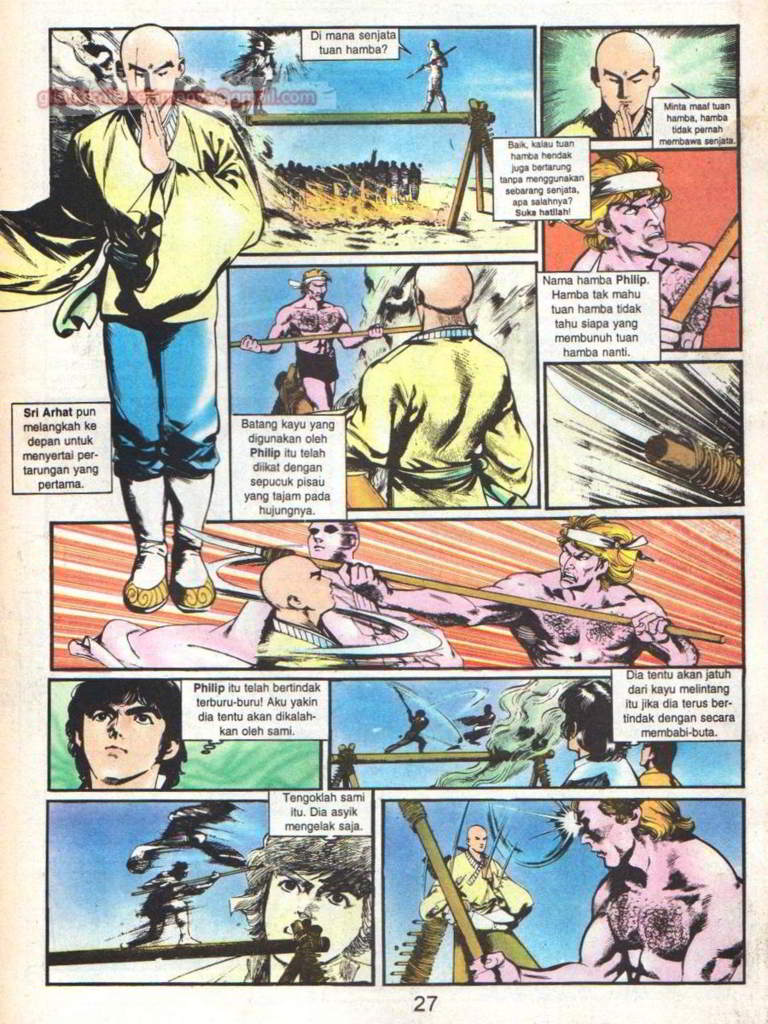 Di mana senjata
tuan hamba?
Minta maaf tuan
hamba, hamba
tidak pernah
membawa senjata.
Baik, kalau tuan
hamba hendak
juga bertarung
tanpa menggunakan
sebarang senjata,
apa salahnya?
Suka hatilah!
Nama hamba Philip.
Hamba tak mahu
tuan hamba tidak
tahu siapa yang
membunuh tuan
hamba nanti.
Sri Arhat pun
melangkah ke
depan untuk
menyertai per-
tarungan yang
pertama.
Batang kayu yang
digunakan oleh
Philip itu telah
diikat dengan
sepucuk pisau
yang tajam pada
hujungnya.
Philip itu telah bertindak
terburu-buru! Aku yakin
dia tentu akan dikalah-
kan oleh sami.
Dia tentu akan jatuh
dari kayu melintang
itu jika dia terus ber-
tindak dengan secara
membabi-buta.
Tengoklah sami
itu. Dia asyik
mengelak saja.
27